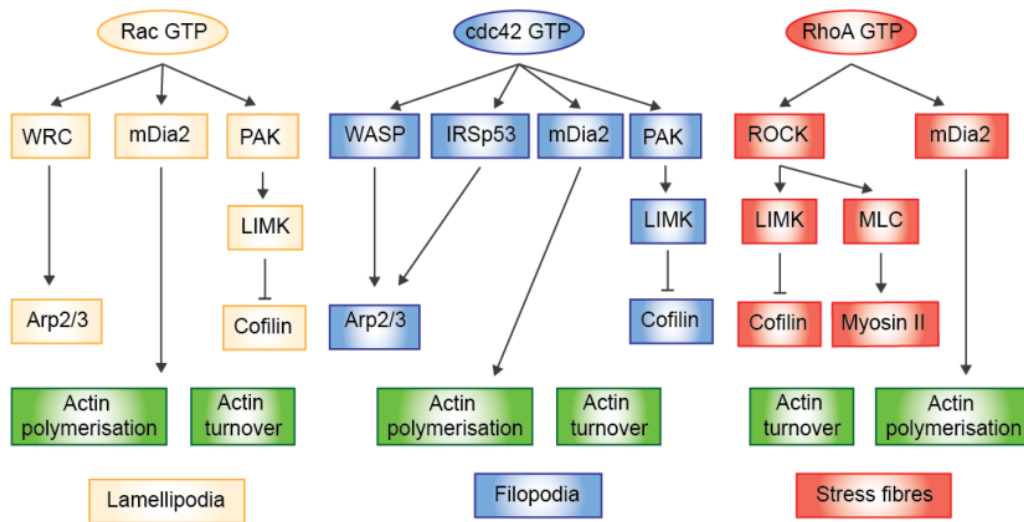 Rac GTP
cdc42 GTP
RhoA GTP
WRC
mDia2
PAK
WASP
IRSp53
mDia2
PAK
ROCK
mDia2
LIMK
LIMK
LIMK
MLC
Arp2/3
Cofilin
Arp2/3
Cofilin
Cofilin
Myosin II
Actin
polymerisation
Actin
turnover
Actin
polymerisation
Actin
turnover
Actin
turnover
Actin
polymerisation
Lamellipodia
Filopodia
Stress fibres